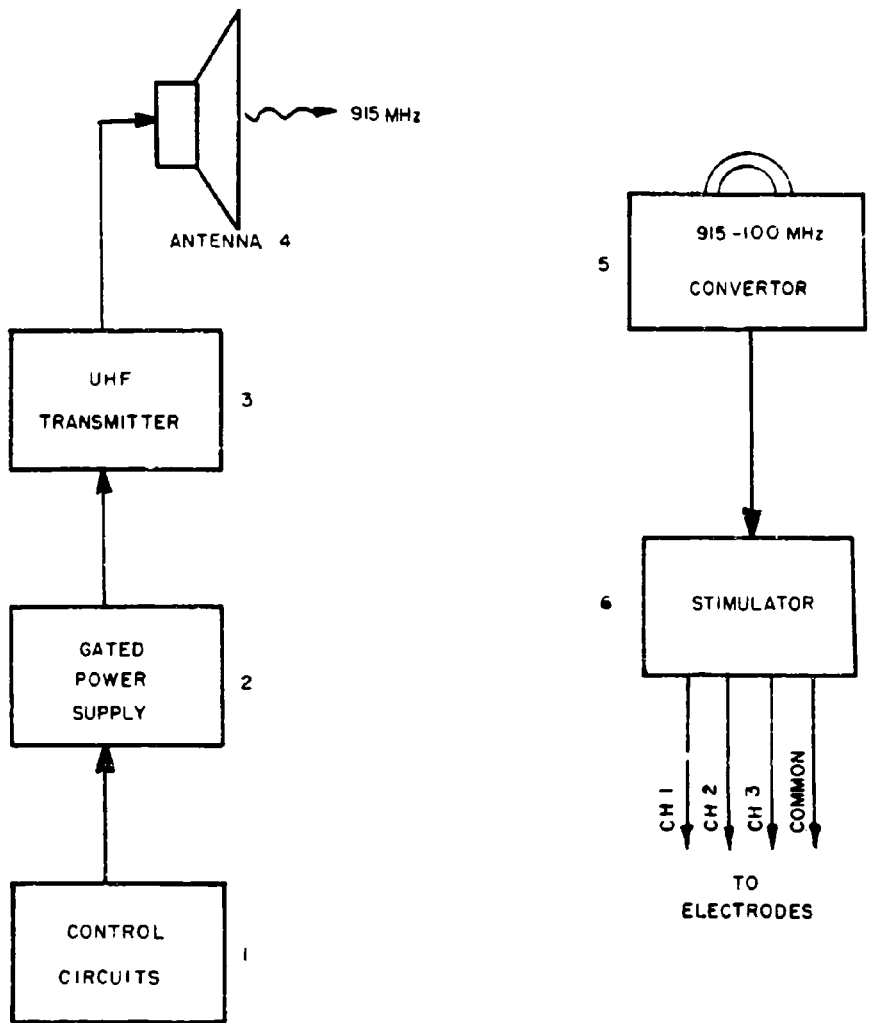 915 MHz
ANTENNA 4
UHF
TRANSMITTER
3
GATED
POWER
SUPPLY
2
CONTROL
CIRCUITS
1
915-100 MHz
CONVERTOR
5
STIMULATOR
6
CH 1
CH 2
CH 3
COMMON
TO
ELECTRODES